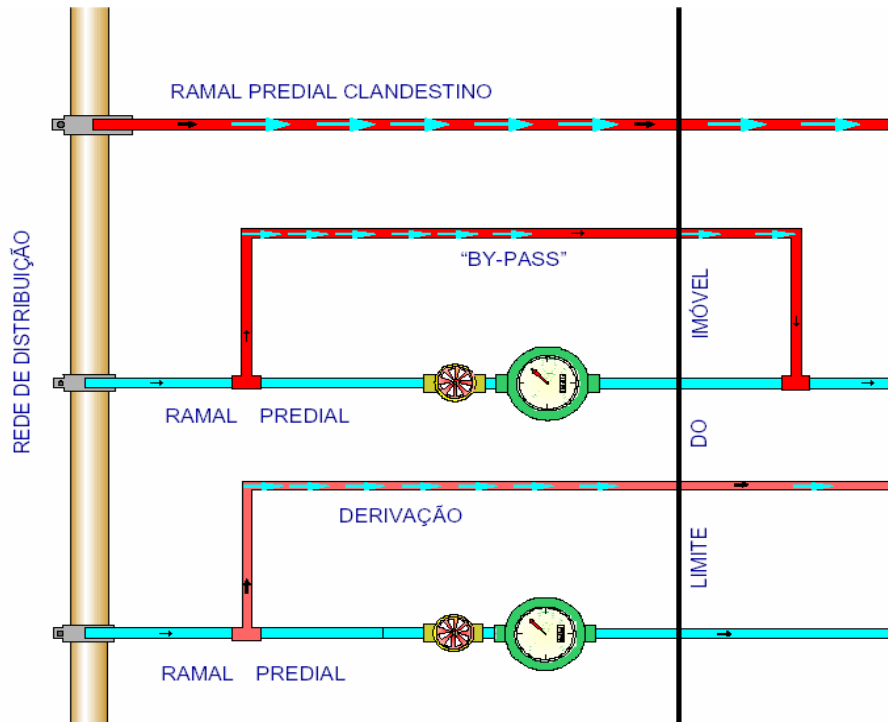 RAMAL PREDIAL CLANDESTINO
REDE DE DISTRIBUIÇÃO
“BY-PASS”
RAMAL PREDIAL
DERIVAÇÃO
LIMITE DO IMÓVEL
RAMAL PREDIAL